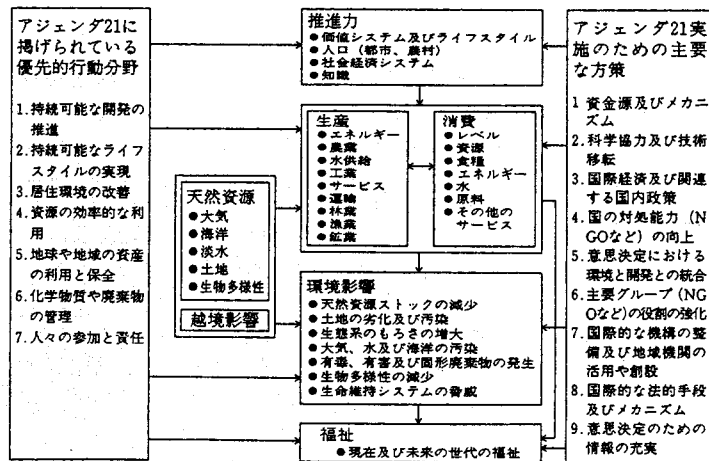 アジェンダ21に
掲げられている
優先的行動分野
1.持続可能な開発の
推進
2.持続可能なライフ
スタイルの実現
3.居住環境の改善
4.資源の効率的な利
用
5.地球や地域の資産
の利用と保全
6.化学物質や廃棄物
の管理
7.人々の参加と責任
推進力
●価値システム及びライフスタイル
●人口（都市、農村）
●社会経済システム
●知識
生産
●エネルギー
●農業
●水供給
●工業
●サービス
●運輸
●林業
●漁業
●鉱業
消費
●レベル
●資源
●食糧
●エネルギー
●水
●原料
●その他の
サービス
天然資源
●大気
●海洋
●淡水
●土地
●生物多様性
越境影響
環境影響
●天然資源ストックの減少
●土地の劣化及び汚染
●生態系のもろさの増大
●大気、水及び海洋の汚染
●有毒、有害及び固形廃棄物の発生
●生物多様性の減少
●生命維持システムの脅威
福祉
●現在及び未来の世代の福祉
アジェンダ21実
施のための主要
な方策
1 資金源及びメカニ
ズム
2.科学協力及び技術
移転
3.国際経済及び関連
する国内政策
4.国の対処能力（N
GOなど）の向上
5.意思決定における
環境と開発との統合
6.主要グループ（NG
Oなど）の役割の強化
7.国際的な機構の整
備及び地域機関の
活用や創設
8.国際的な法的手段
及びメカニズム
9.意思決定のための
情報の充実